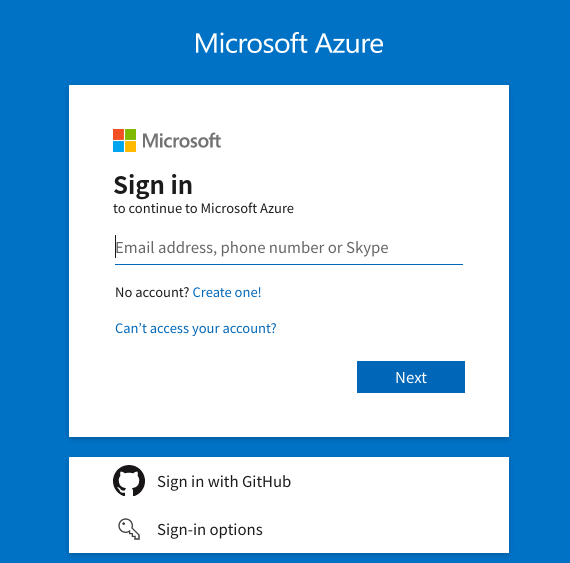 Microsoft Azure
Microsoft
Sign in
to continue to Microsoft Azure
Email address, phone number or Skype
No account? Create one!
Can't access your account?
Next
Sign in with GitHub
Sign-in options